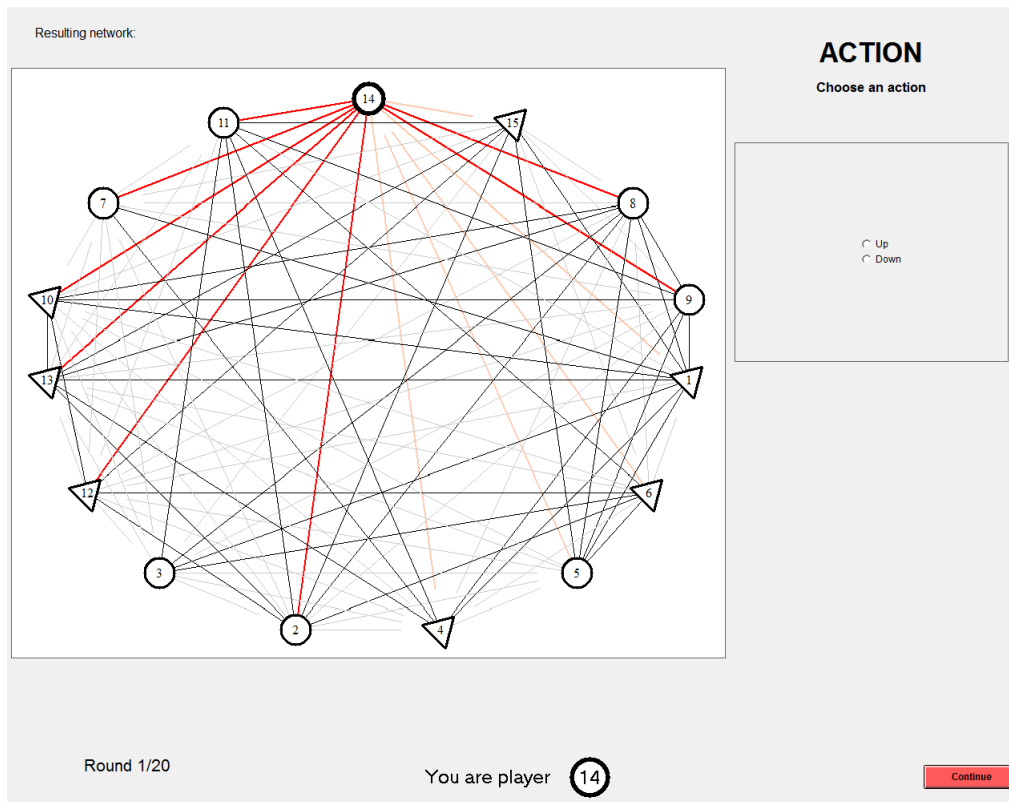 Resulting network:
ACTION
Choose an action
14
11
15
7
8
10
9
13
1
12
6
3
5
2
4
Up
Down
Round 1/20
You are player 14
Continue